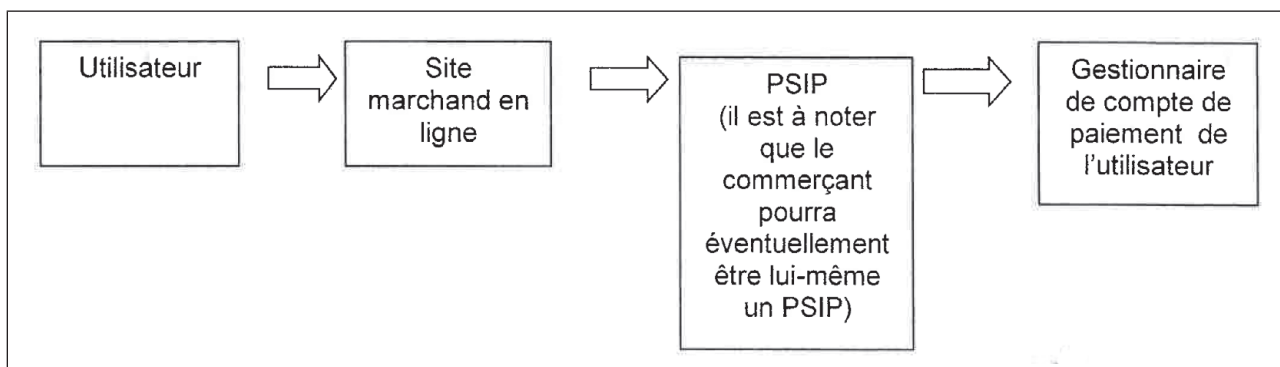 Utilisateur
Site
marchand en
ligne
PSIP
(il est à noter
que le
commerçant
pourra
éventuellement
être lui-même
un PSIP)
Gestionnaire
de compte de
paiement de
l'utilisateur